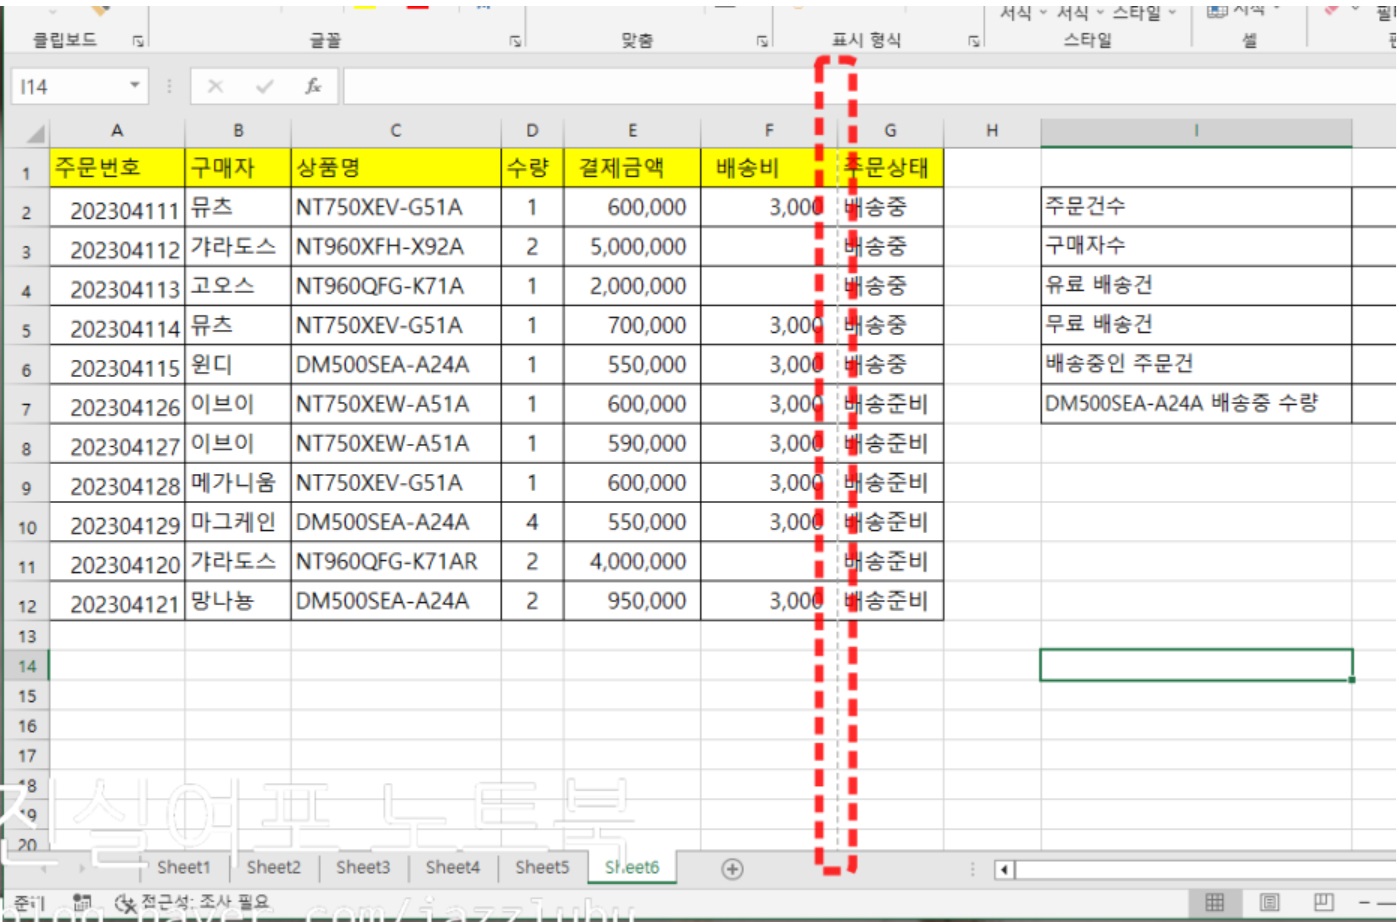 서식 서식 스타일
클립보드 글꼴 맞춤 표시 형식 스타일 셀
I14 fx
A B C D E F G H I
1 주문번호 구매자 상품명 수량 결제금액 배송비 주문상태
2 202304111 뮤츠 NT750XEV-G51A 1 600,000 3,000 배송중 주문건수
3 202304112 갸라도스 NT960XFH-X92A 2 5,000,000 배송중 구매자수
4 202304113 고오스 NT960QFG-K71A 1 2,000,000 배송중 유료 배송건
5 202304114 뮤츠 NT750XEV-G51A 1 700,000 3,000 배송중 무료 배송건
6 202304115 윈디 DM500SEA-A24A 1 550,000 3,000 배송중 배송중인 주문건
7 202304126 이브이 NT750XEW-A51A 1 600,000 3,000 배송준비 DM500SEA-A24A 배송중 수량
8 202304127 이브이 NT750XEW-A51A 1 590,000 3,000 배송준비
9 202304128 메가니움 NT750XEV-G51A 1 600,000 3,000 배송준비
10 202304129 마그케인 DM500SEA-A24A 4 550,000 3,000 배송준비
11 202304120 갸라도스 NT960QFG-K71AR 2 4,000,000 배송준비
12 202304121 망나뇽 DM500SEA-A24A 2 950,000 3,000 배송준비
13
14
15
16
17
18
19
20
진실여포 노트북
Sheet1 Sheet2 Sheet3 Sheet4 Sheet5 Sheet6
준비 접근성: 조사 필요
blog.naver.com/jazzlubu